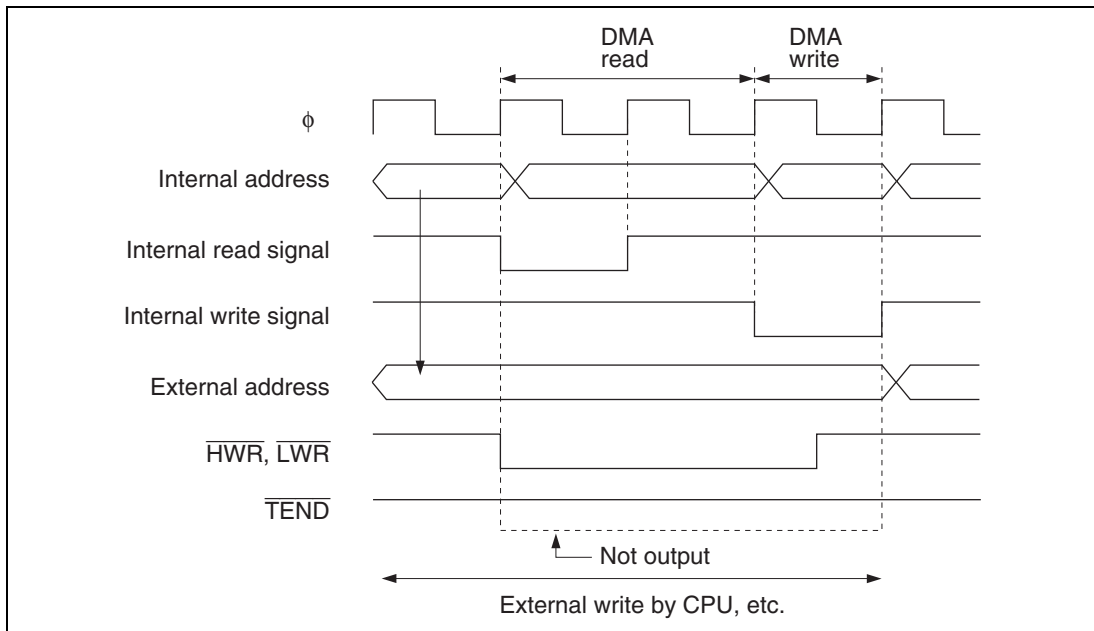 DMA read
DMA write
ϕ
Internal address
Internal read signal
Internal write signal
External address
HWR, LWR
TEND
Not output
External write by CPU, etc.